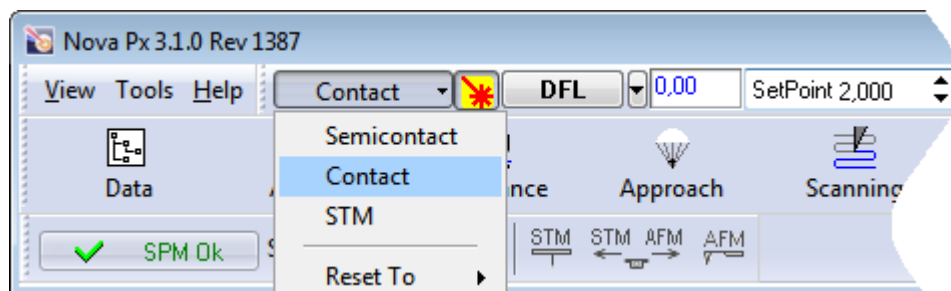 Nova Px 3.1.0 Rev 1387
View Tools Help Contact DFL 0,00 SetPoint 2,000
Semicontact
Data Approach Scanning
Contact
STM
SPM Ok STM STM AFM AFM
Reset To